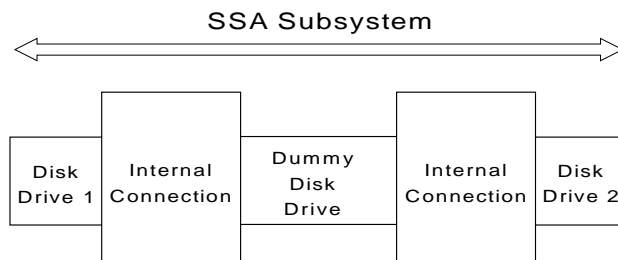 SSA Subsystem
Disk
Drive 1
Internal
Connection
Dummy
Disk
Drive
Internal
Connection
Disk
Drive 2